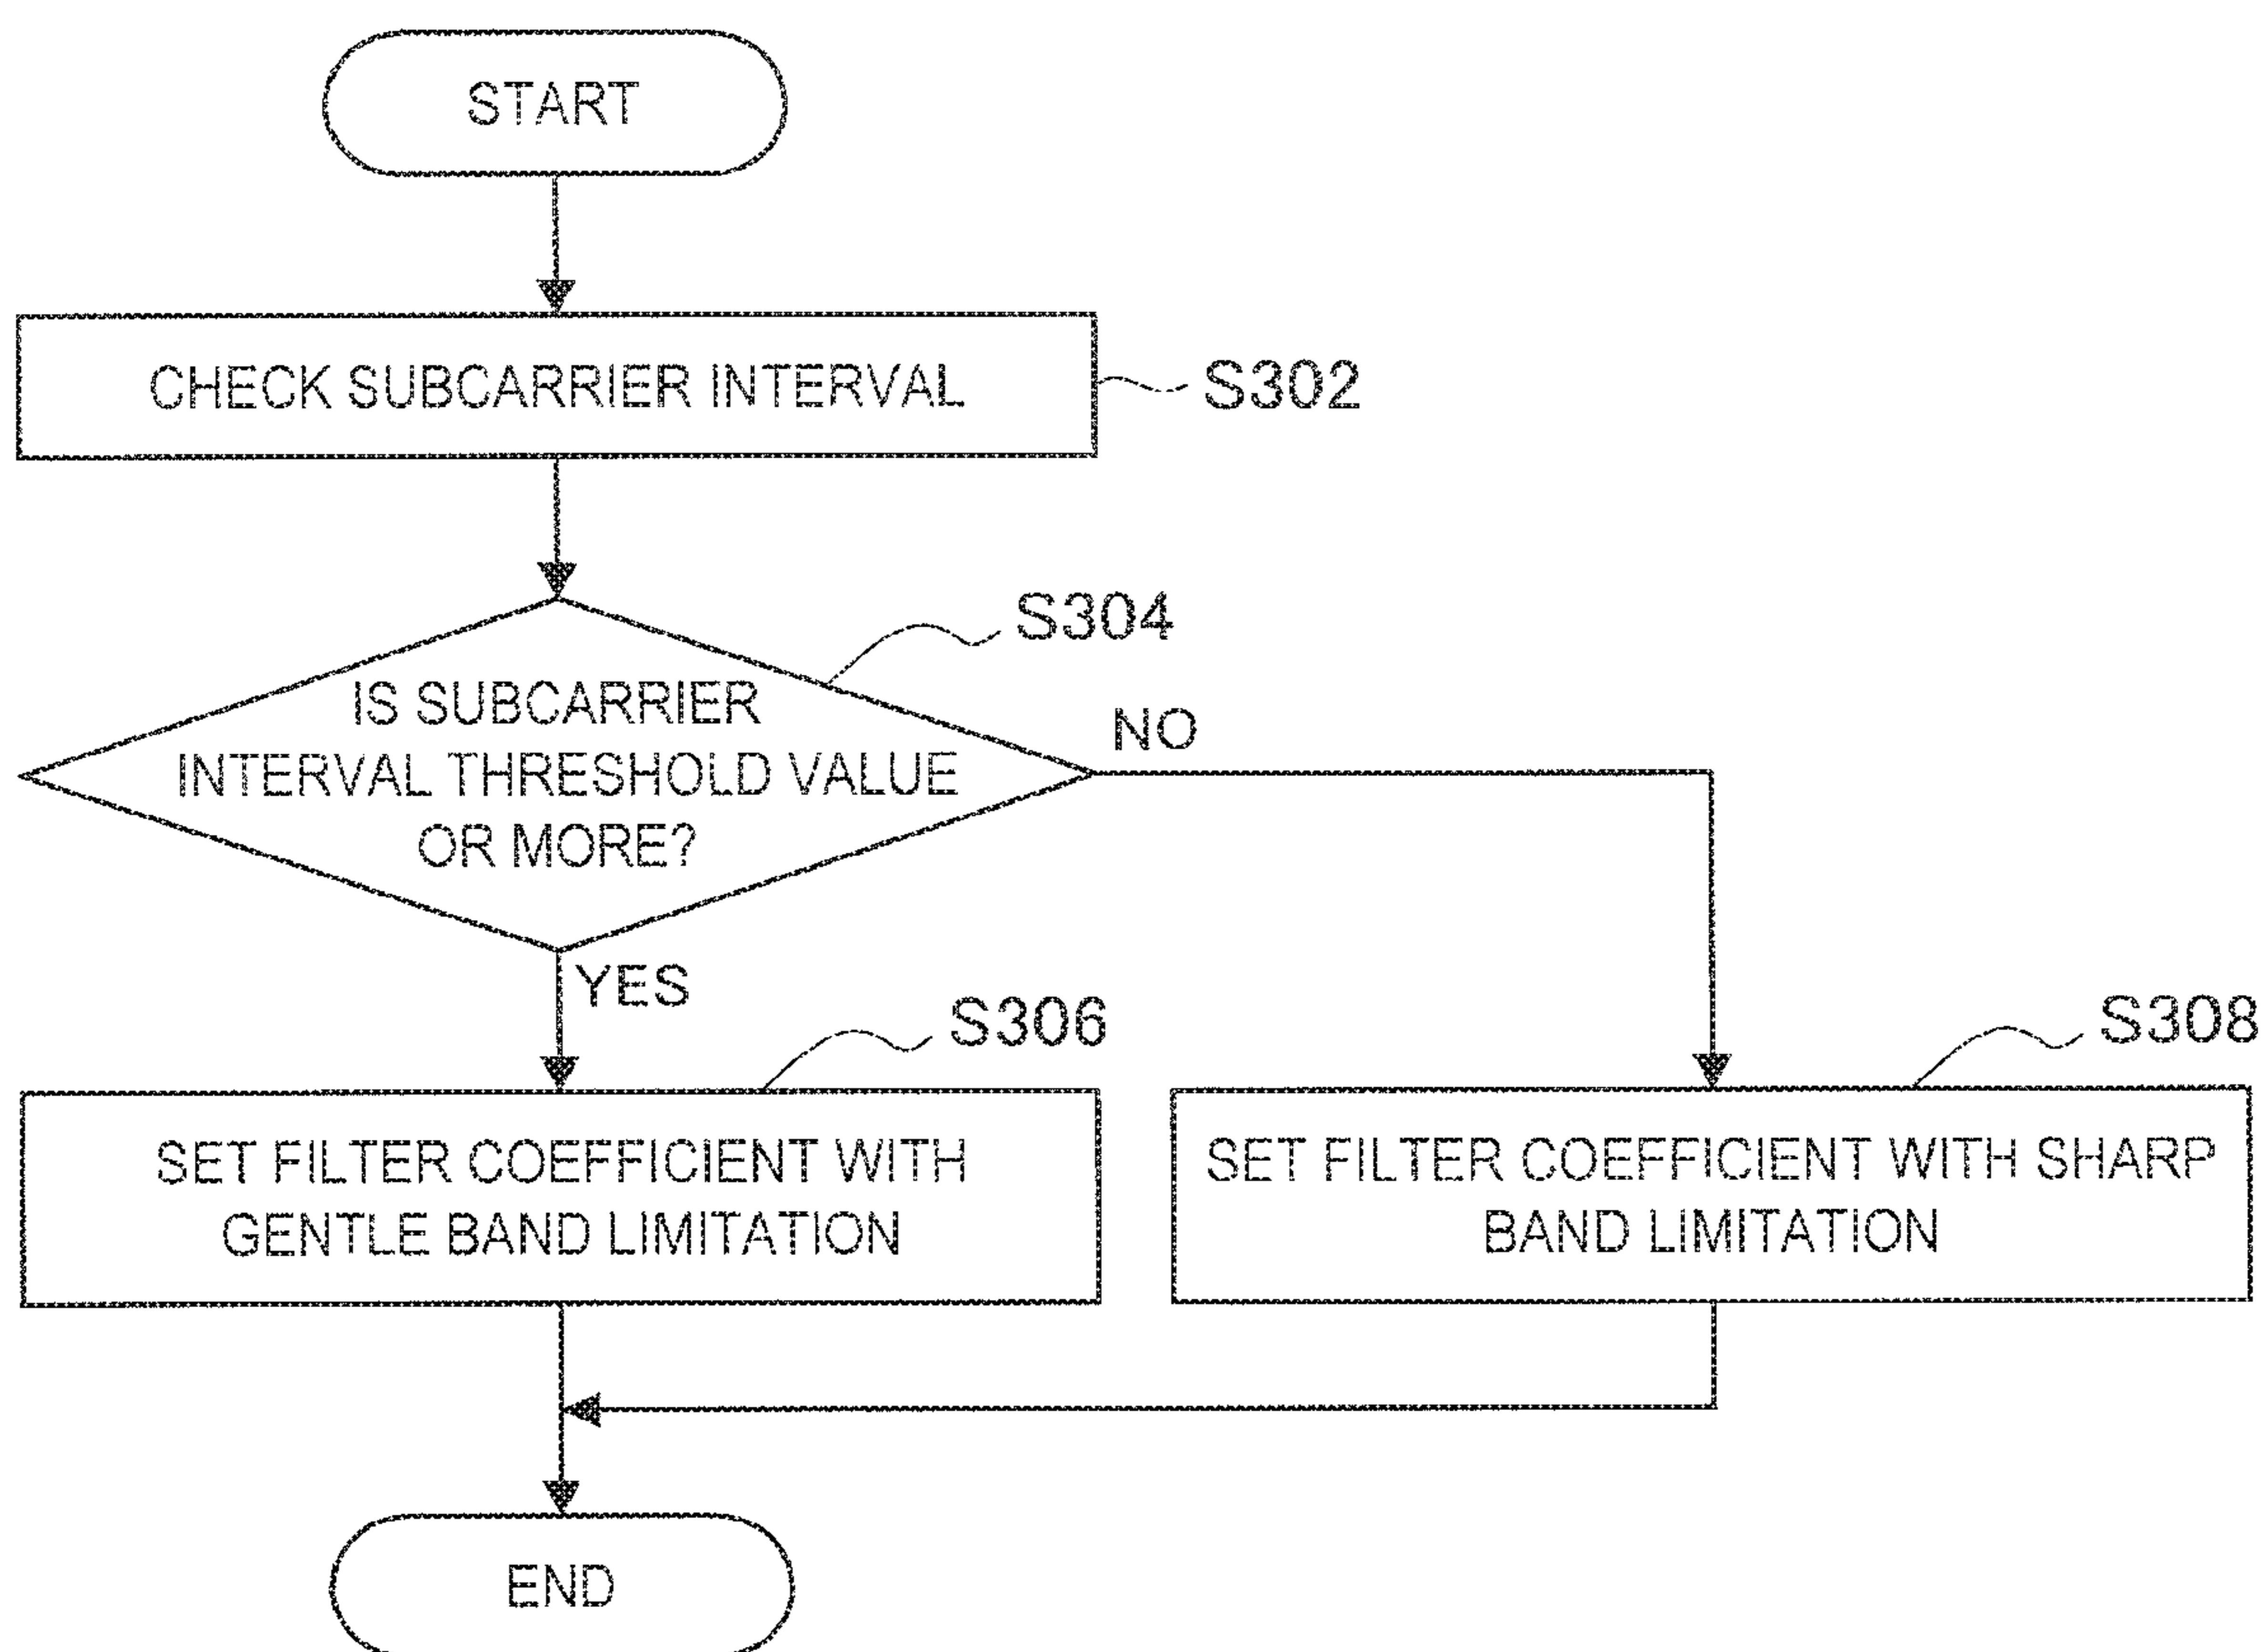 START
CHECK SUBCARRIER INTERVAL
S302
S304
IS SUBCARRIER
INTERVAL THRESHOLD VALUE
OR MORE?
NO
YES
S306
SET FILTER COEFFICIENT WITH
GENTLE BAND LIMITATION
S308
SET FILTER COEFFICIENT WITH SHARP
BAND LIMITATION
END